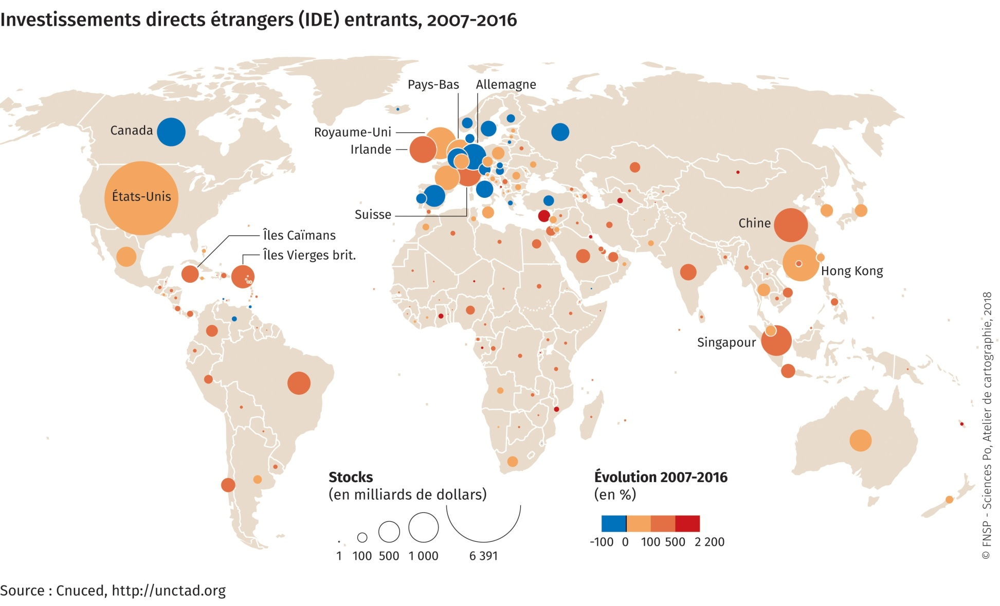 Investissements directs étrangers (IDE) entrants, 2007-2016
Pays-Bas
Allemagne
Canada
Royaume-Uni
Irlande
États-Unis
Suisse
Chine
Îles Caïmans
Îles Vierges brit.
Hong Kong
Singapour
Stocks
(en milliards de dollars)
1 100 500 1 000 6 391
Évolution 2007-2016
(en %)
-100 0 100 500 2 200
© FNSP - Sciences Po, Atelier de cartographie, 2018
Source : Cnuced, http://unctad.org